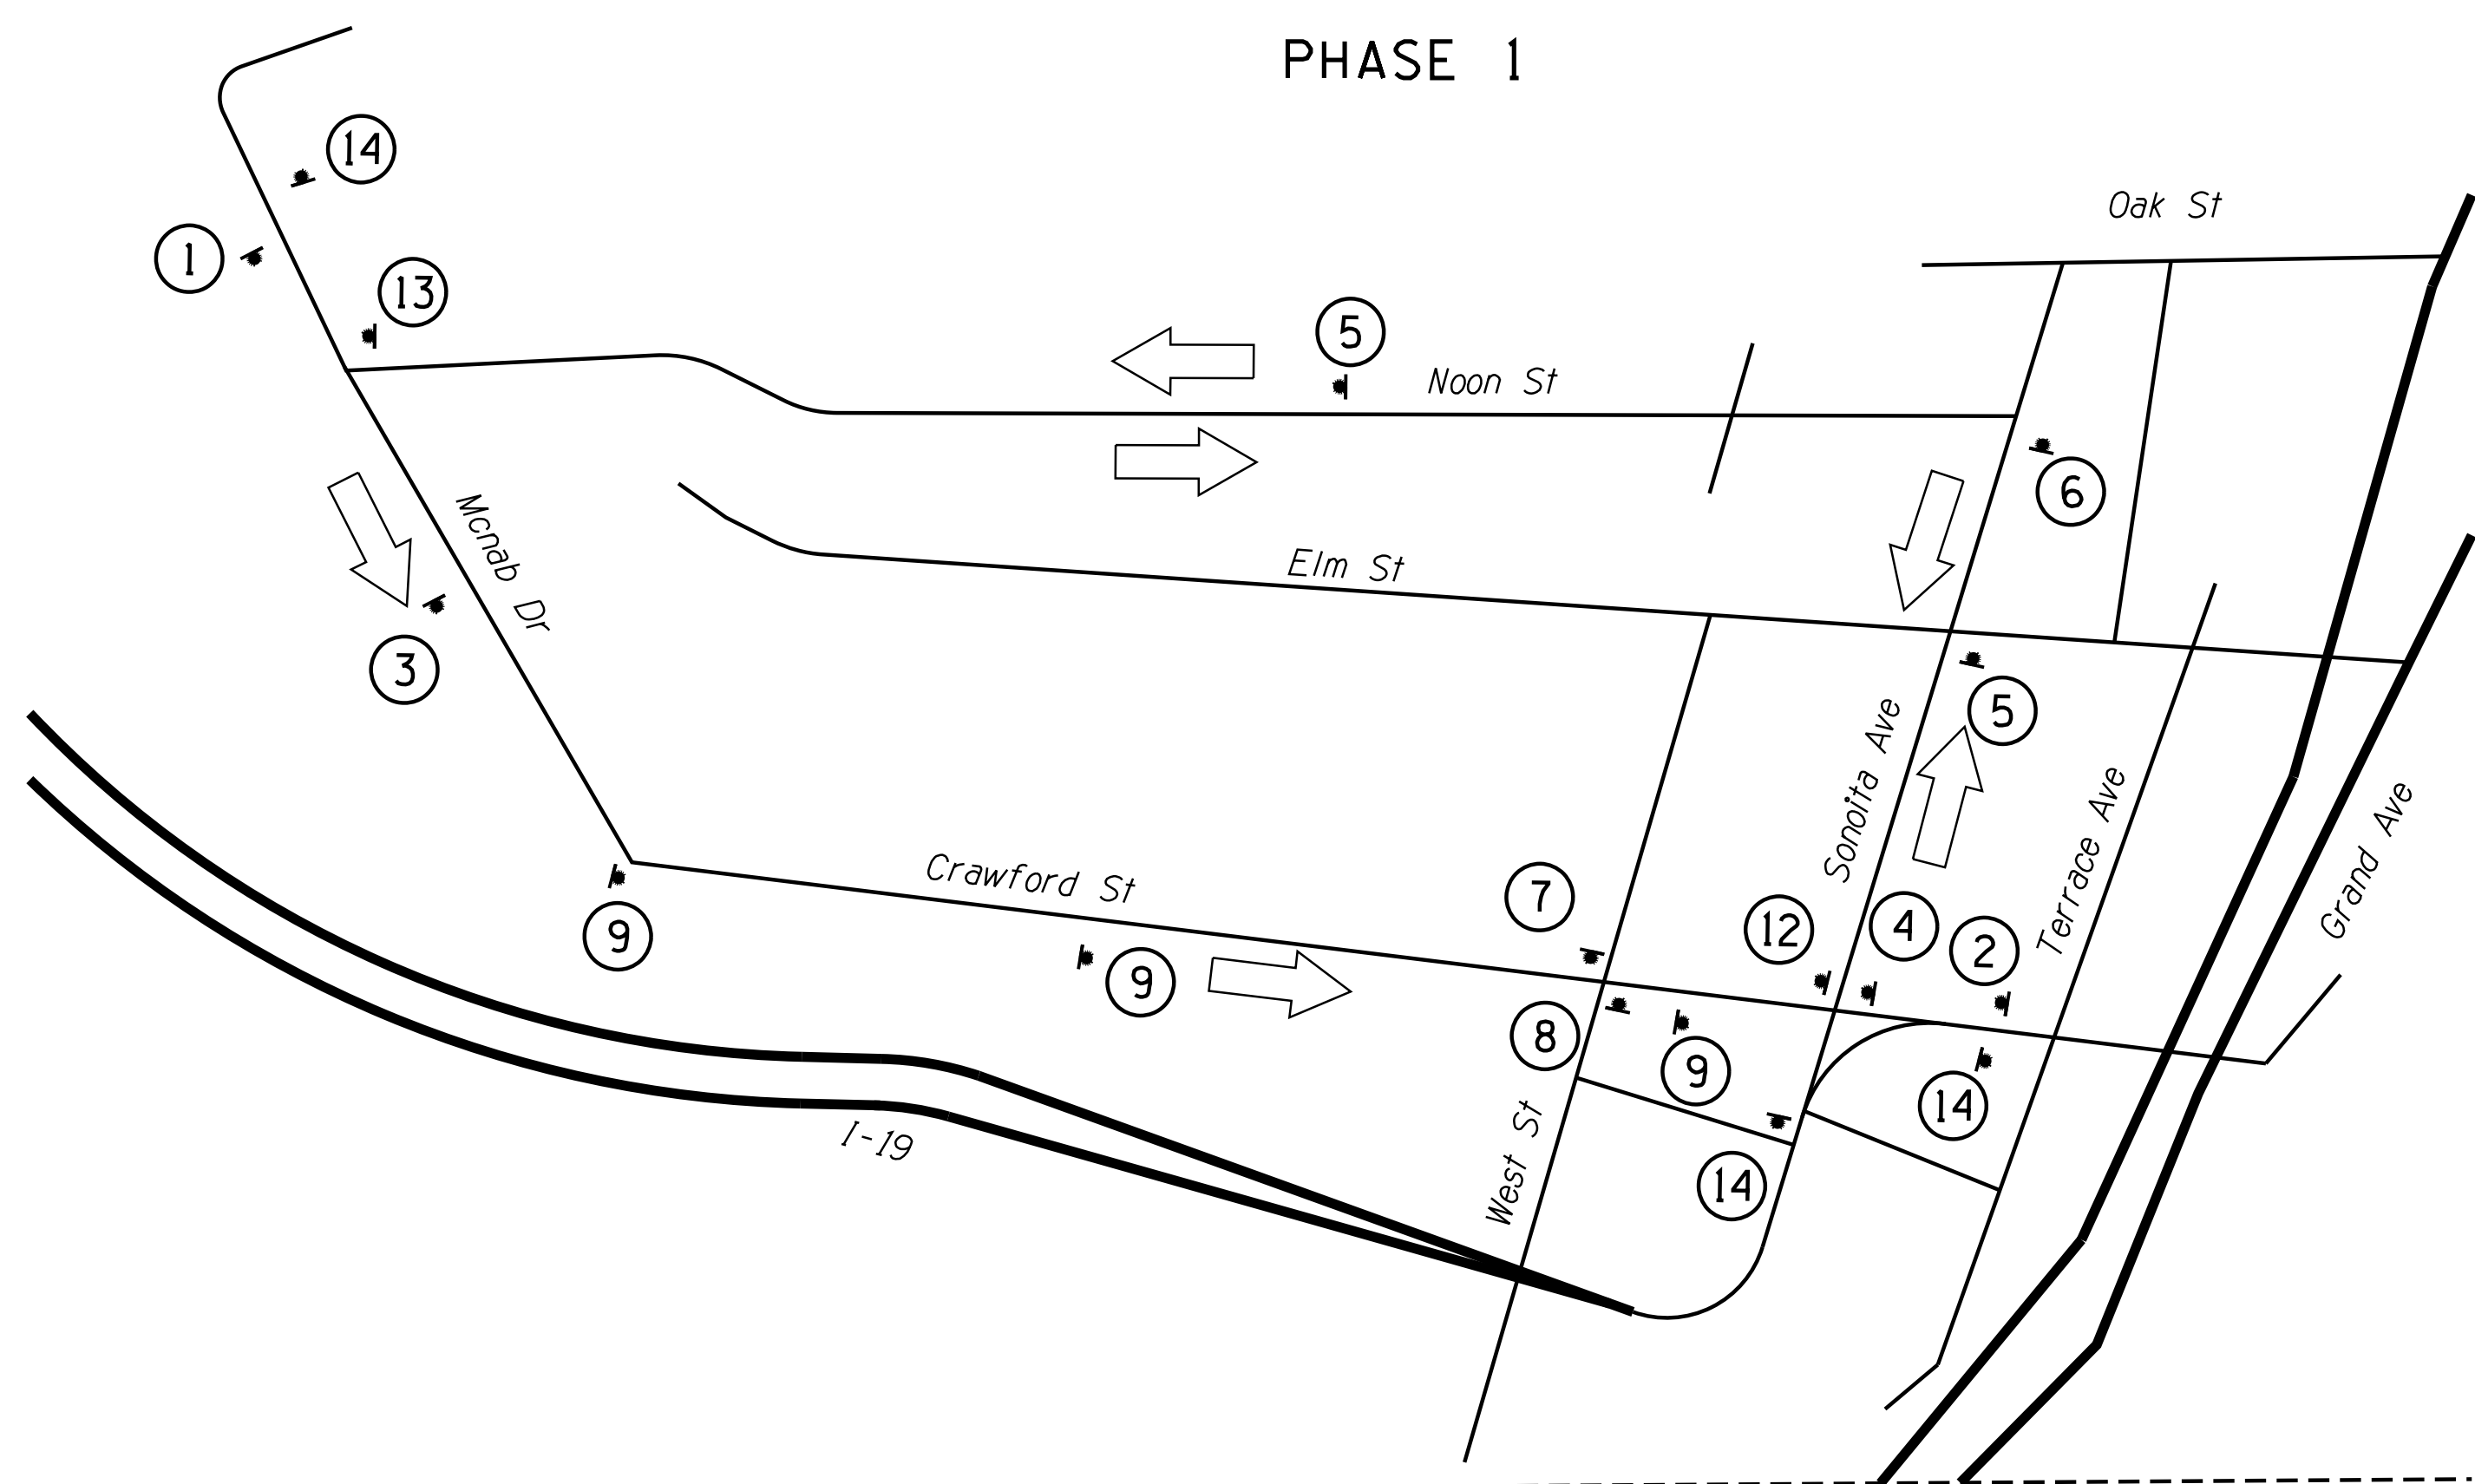 PHASE 1
14
Oak St
1
13
5
Noon St
6
Mcnab Dr
Elm St
3
5
Sonoita Ave
Terrace Ave
Grand Ave
Crawford St
7
12
4
2
9
9
8
9
14
I-19
West St
14